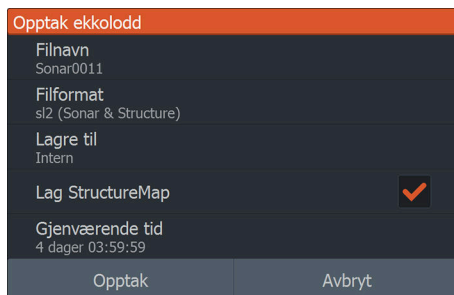 Opptak ekkolodd
Filnavn
Sonar0011
Filformat
sl2 (Sonar & Structure)
Lagre til
Intern
Lag StructureMap
Gjenværende tid
4 dager 03:59:59
Opptak
Avbryt